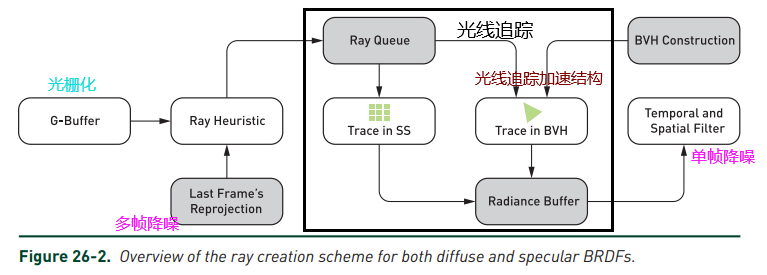 光线追踪
Ray Queue
BVH Construction
光栅化
光线追踪加速结构
G-Buffer
Ray Heuristic
Trace in SS
Trace in BVH
Temporal and
Spatial Filter
单帧降噪
Last Frame's
Reprojection
多帧降噪
Radiance Buffer
Figure 26-2. Overview of the ray creation scheme for both diffuse and specular BRDFs.